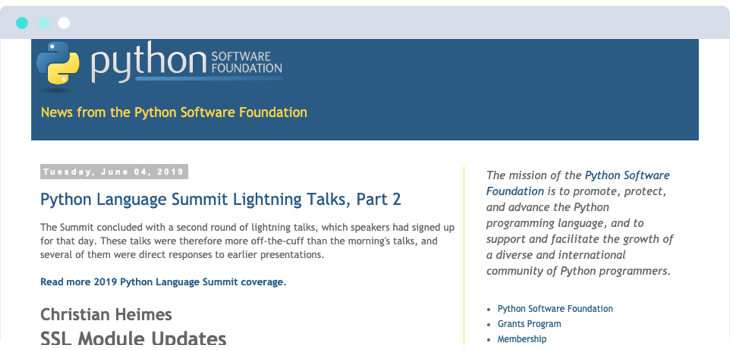 python SOFTWARE
FOUNDATION
News from the Python Software Foundation
Tuesday, June 04, 2019
Python Language Summit Lightning Talks, Part 2
The Summit concluded with a second round of lightning talks, which speakers had signed up
for that day. These talks were therefore more off-the-cuff than the morning's talks, and
several of them were direct responses to earlier presentations.
Read more 2019 Python Language Summit coverage.
Christian Heimes
SSL Module Updates
The mission of the Python Software
Foundation is to promote, protect,
and advance the Python
programming language, and to
support and facilitate the growth of
a diverse and international
community of Python programmers.
Python Software Foundation
Grants Program
Membership